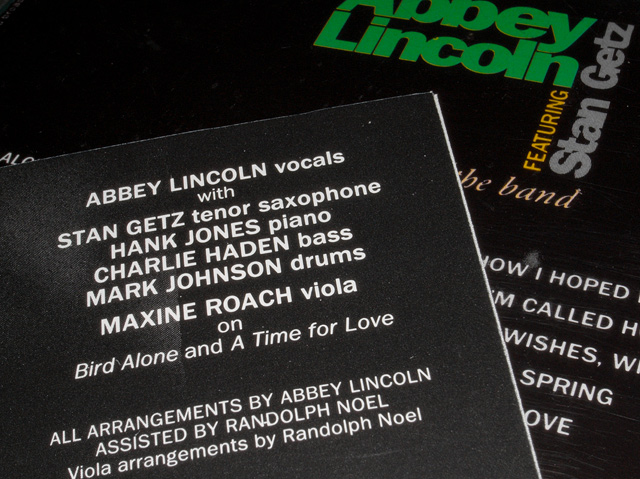 Abbey
Lincoln
FEATURING
Stan Getz
the band
HOW I HOPED
I'M CALLED
WISHES,
SPRING
LOVE
ABBEY LINCOLN vocals
with
STAN GETZ tenor saxophone
HANK JONES piano
CHARLIE HADEN bass
MARK JOHNSON drums
MAXINE ROACH viola
on
Bird Alone and A Time for Love
ALL ARRANGEMENTS BY ABBEY LINCOLN
ASSISTED BY RANDOLPH NOEL
Viola arrangements by Randolph Noel